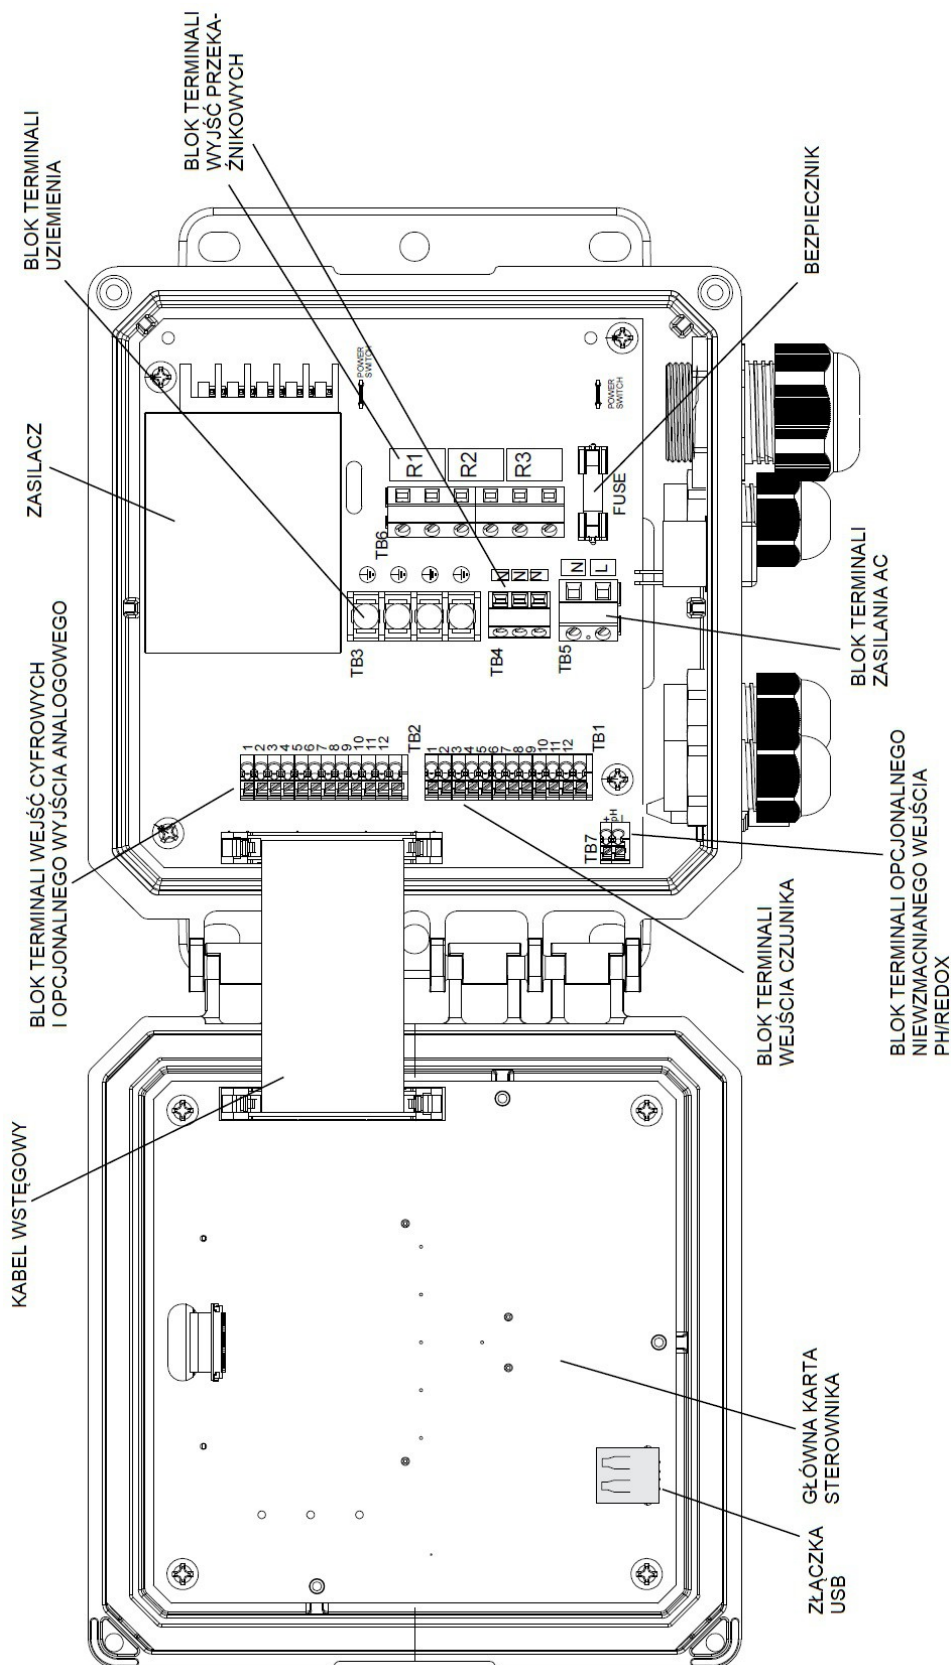 KABEL WSTĘGOWY
BLOK TERMINALI WEJŚĆ CYFROWYCH
I OPCJONALNEGO WYJŚCIA ANALOGOWEGO
ZASILACZ
BLOK TERMINALI
UZIEMIENIA
BLOK TERMINALI
WYJŚĆ PRZEKA-
ŹNIKOWYCH
POWER
SWITCH
POWER
SWITCH
1
2
3
4
5
6
7
8
9
10
11
12
TB2
TB3
TB6
R1
R2
R3
1
2
3
4
5
6
7
8
9
10
11
12
TB1
TB4
N
N
N
TB5
N
L
FUSE
TB7
+
pH
–
ZŁĄCZKA
USB
GŁÓWNA KARTA
STEROWNIKA
BLOK TERMINALI
WEJŚCIA CZUJNIKA
BLOK TERMINALI OPCJONALNEGO
NIEWZMACNIANEGO WEJŚCIA
PH/REDOX
BLOK TERMINALI
ZASILANIA AC
BEZPIECZNIK